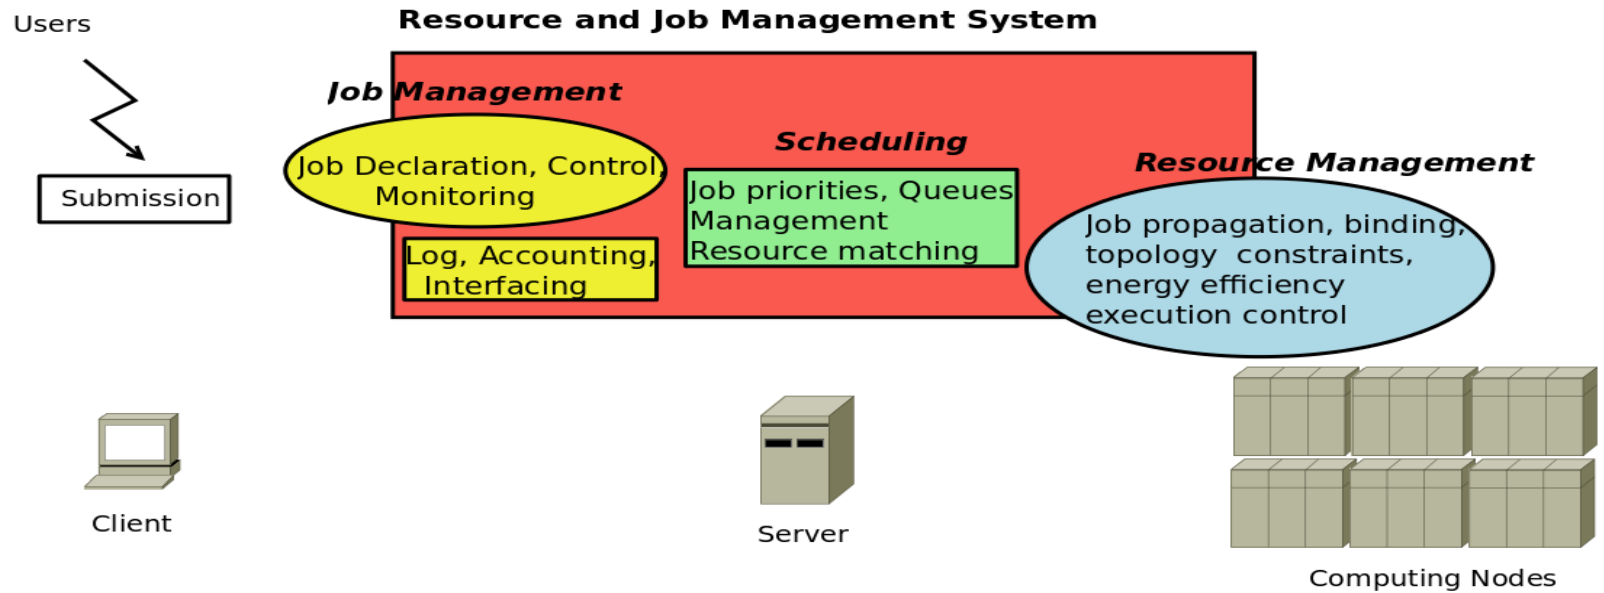 Users
Resource and Job Management System
Job Management
Scheduling
Resource Management
Submission
Job Declaration, Control,
Monitoring
Log, Accounting,
Interfacing
Job priorities, Queues
Management
Resource matching
Job propagation, binding,
topology constraints,
energy efficiency
execution control
Client
Server
Computing Nodes